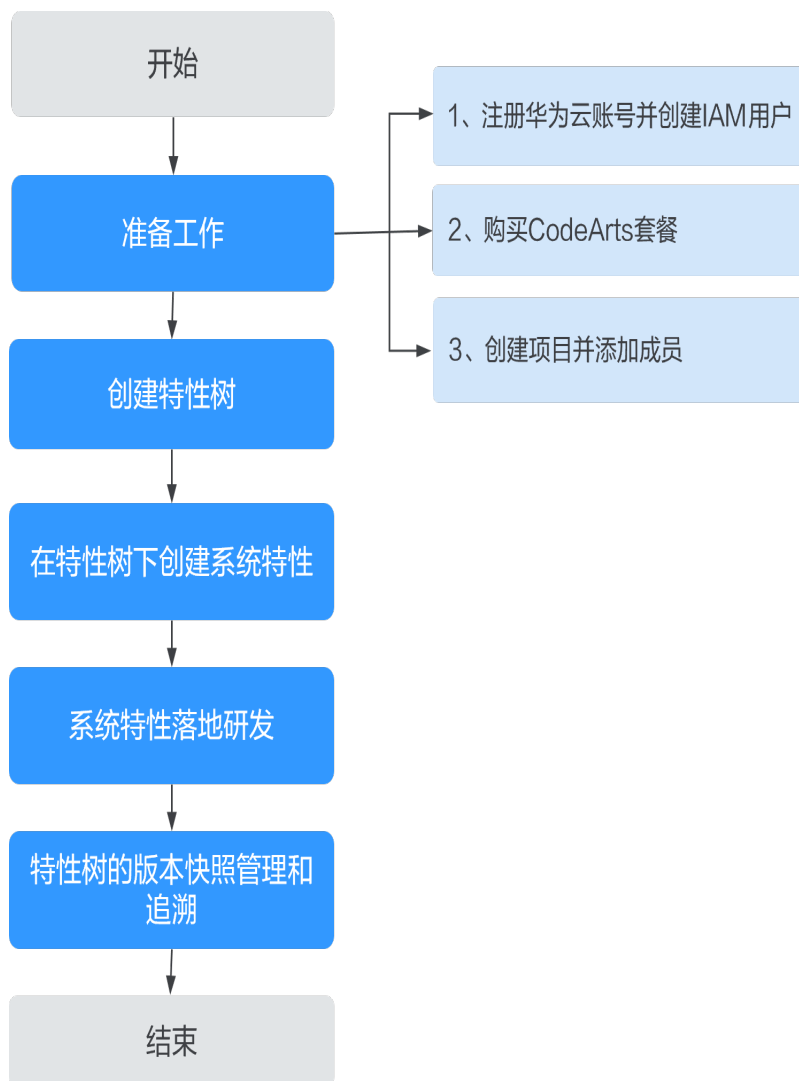 开始
准备工作
1、注册华为云账号并创建IAM用户
2、购买CodeArts套餐
3、创建项目并添加成员
创建特性树
在特性树下创建系统特性
系统特性落地研发
特性树的版本快照管理和
追溯
结束